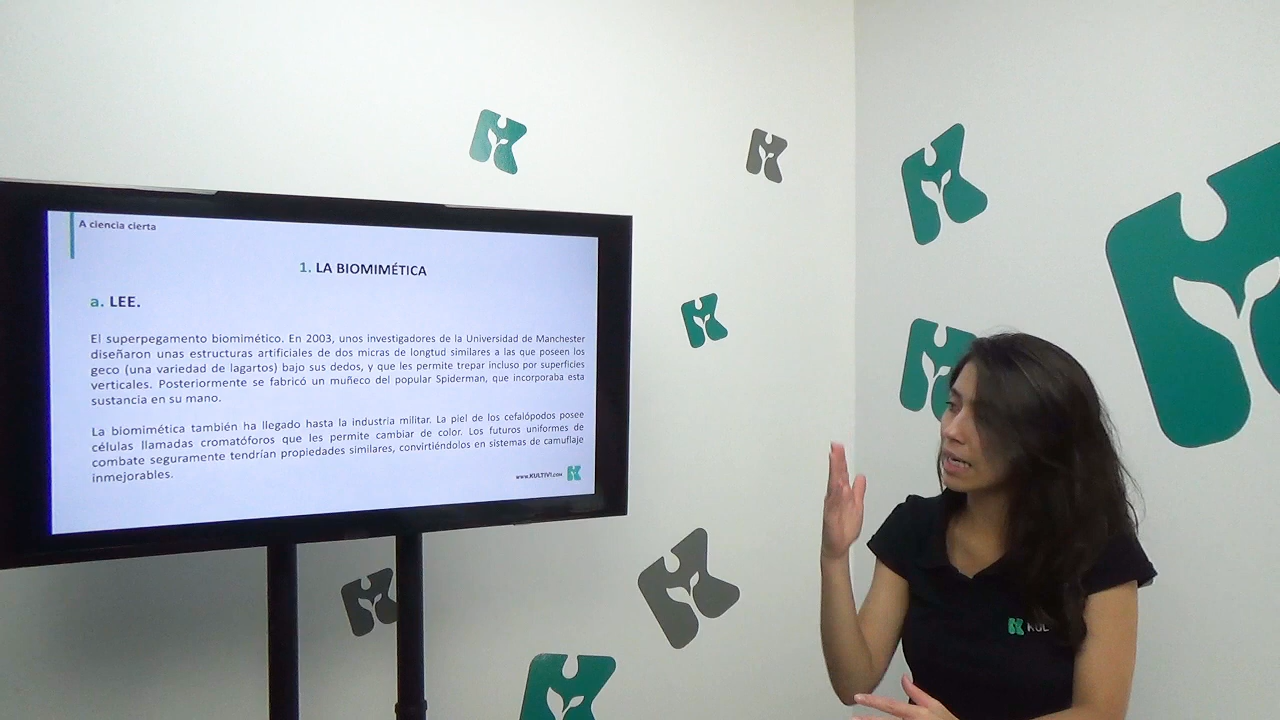 A ciencia cierta
1. LA BIOMIMÉTICA
a. LEE.
El superpegamento biomimético. En 2003, unos investigadores de la Universidad de Manchester
diseñaron unas estructuras artificiales de dos micras de longtud similares a las que poseen los
geco (una variedad de lagartos) bajo sus dedos, y que les permite trepar incluso por superficies
verticales. Posteriormente se fabricó un muñeco del popular Spiderman, que incorporaba esta
sustancia en su mano.
La biomimética también ha llegado hasta la industria militar. La piel de los cefalópodos posee
células llamadas cromatóforos que les permite cambiar de color. Los futuros uniformes de
combate seguramente tendrían propiedades similares, convirtiéndolos en sistemas de camuflaje
inmejorables.
www.KULTIVI.com
KUL